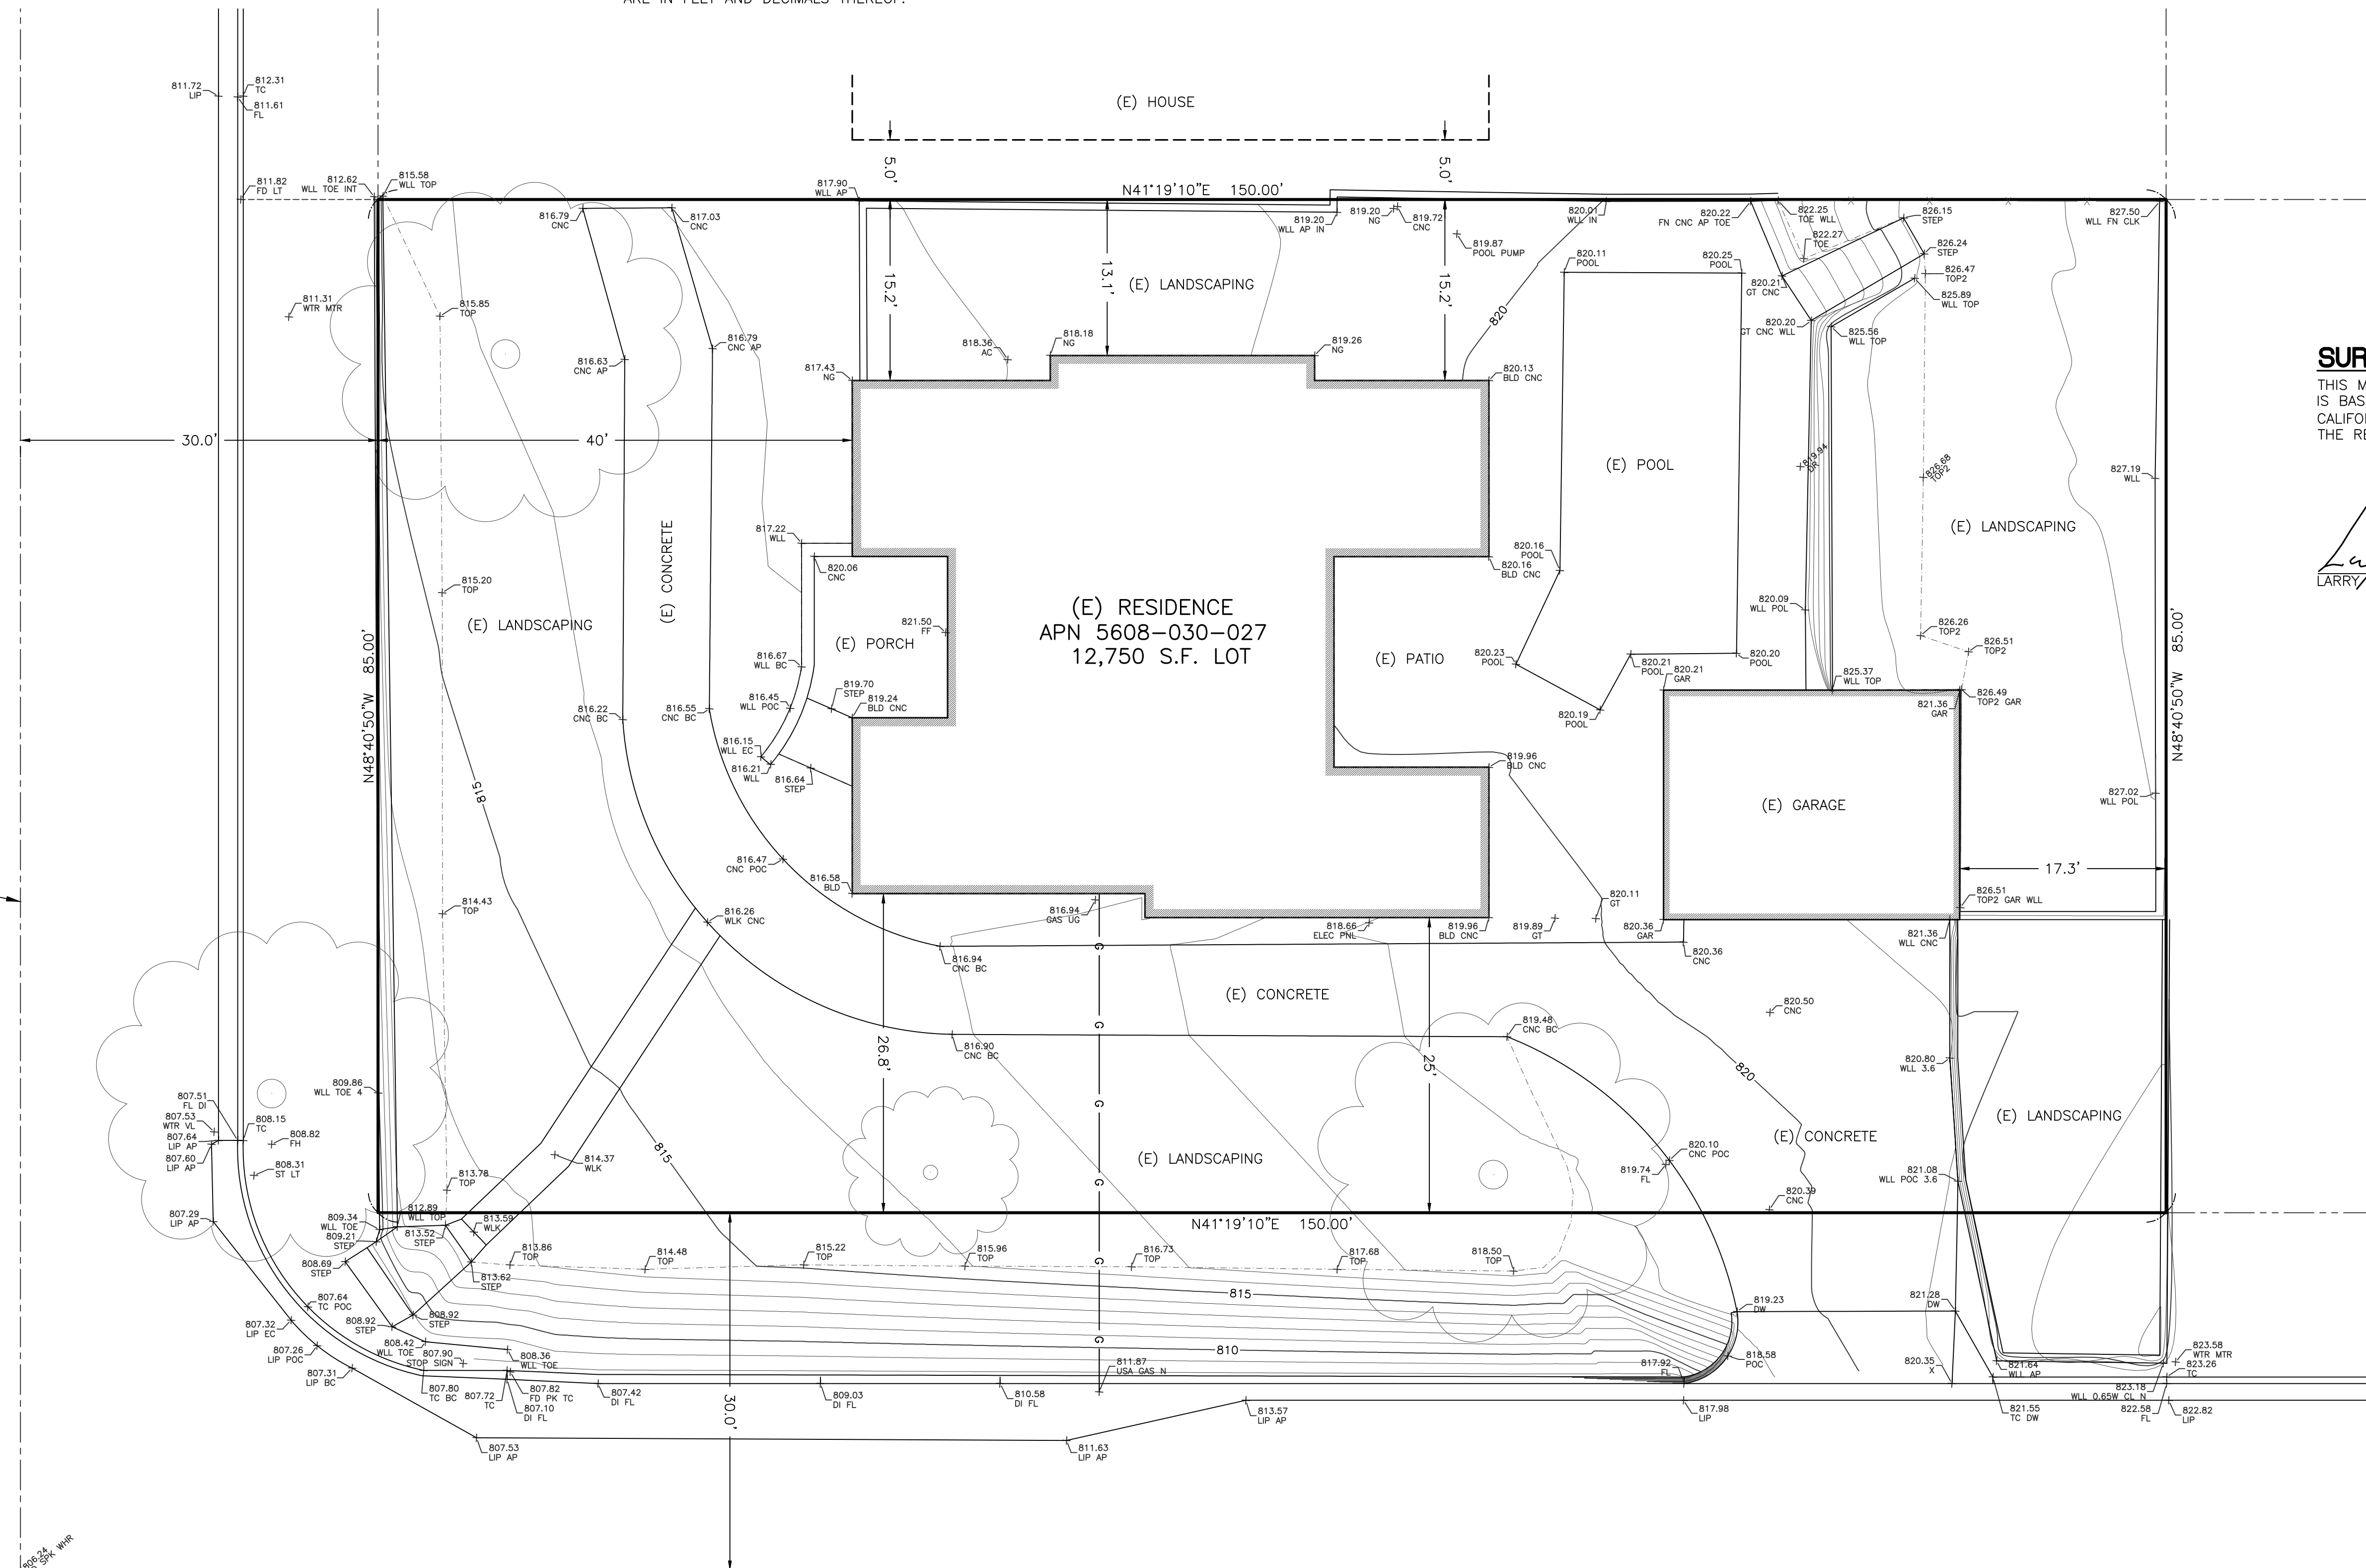 811.72
LIP
812.31
TC
811.61
FL
(E) HOUSE
5.0'
5.0'
811.82
FD LT
812.62
WLL TOE INT
815.58
WLL TOP
817.90
WLL AP
N41°19'10"E 150.00'
816.79
CNC
817.03
CNC
819.20
WLL AP IN
819.20
NG
819.72
CNC
820.01
WLL IN
820.22
FN CNC AP TOE
822.25
TOE WLL
826.15
STEP
827.50
WLL FN CLK
819.87
POOL PUMP
822.27
TOE
826.24
STEP
826.47
TOP2
825.89
WLL TOP
820.11
POOL
820.25
POOL
820.21
GT CNC
15.2'
13.1'
15.2'
(E) LANDSCAPING
811.31
WTR MTR
815.85
TOP
820
820.20
GT CNC WLL
825.56
WLL TOP
816.79
CNC AP
816.63
CNC AP
818.36
AC
818.18
NG
819.26
NG
817.43
NG
820.13
BLD CNC
30.0'
40'
(E) POOL
819.94
DR
826.68
TOP2
827.19
WLL
(E) LANDSCAPING
(E) CONCRETE
817.22
WLL
820.06
CNC
820.16
POOL
820.16
BLD CNC
815.20
TOP
(E) LANDSCAPING
(E) RESIDENCE
APN 5608-030-027
12,750 S.F. LOT
821.50
FF
(E) PORCH
(E) PATIO
820.09
WLL POL
826.26
TOP2
826.51
TOP2
N48°40'50"W 85.00'
N48°40'50"W 85.00'
816.67
WLL BC
820.23
POOL
820.21
POOL
820.20
POOL
820.21
GAR
825.37
WLL TOP
826.49
TOP2 GAR
821.36
GAR
819.70
STEP
816.45
WLL POC
819.24
BLD CNC
816.22
CNC BC
816.55
CNC BC
820.19
POOL
816.15
WLL EC
816.21
WLL
816.64
STEP
819.96
BLD CNC
815
827.02
WLL POL
(E) GARAGE
816.47
CNC POC
17.3'
816.58
BLD
814.43
TOP
816.26
WLK CNC
816.94
GAS UG
818.66
ELEC PNL
819.96
BLD CNC
819.89
GT
820.11
GT
820.36
GAR
826.51
TOP2 GAR WLL
821.36
WLL CNC
G
816.94
CNC BC
820.36
CNC
(E) CONCRETE
820.50
CNC
G
816.90
CNC BC
819.48
CNC BC
26.8'
25'
820.80
WLL 3.6
820
809.86
WLL TOE 4
G
807.51
FL DI
807.53
WTR VL
807.64
LIP AP
807.60
LIP AP
808.15
TC
808.82
FH
808.31
ST LT
(E) LANDSCAPING
(E) CONCRETE
815
814.37
WLK
(E) LANDSCAPING
819.74
FL
820.10
CNC POC
821.08
WLL POC 3.6
813.78
TOP
G
820.39
CNC
807.29
LIP AP
809.34
WLL TOE
812.89
WLL TOP
813.59
WLK
813.52
STEP
809.21
STEP
N41°19'10"E 150.00'
808.69
STEP
813.86
TOP
814.48
TOP
815.22
TOP
815.96
TOP
G
816.73
TOP
817.68
TOP
818.50
TOP
813.62
STEP
815
819.23
DW
821.28
DW
807.64
TC POC
808.92
STEP
808.92
STEP
807.32
LIP EC
807.26
LIP POC
807.31
LIP BC
808.42
WLL TOE
807.90
STOP SIGN
808.36
WLL TOE
G
810
818.58
POC
823.58
WTR MTR
823.26
TC
807.80
TC BC
807.72
TC
807.82
FD PK TC
807.10
DI FL
807.42
DI FL
809.03
DI FL
810.58
DI FL
811.87
USA GAS N
817.92
FL
820.35
X
821.64
WLL AP
823.18
WLL 0.65W CL N
30.0'
813.57
LIP AP
817.98
LIP
821.55
TC DW
822.58
FL
822.82
LIP
807.53
LIP AP
811.63
LIP AP
806.24
SPK WHR
SUR
THIS M
IS BAS
CALIFO
THE RE
LARRY